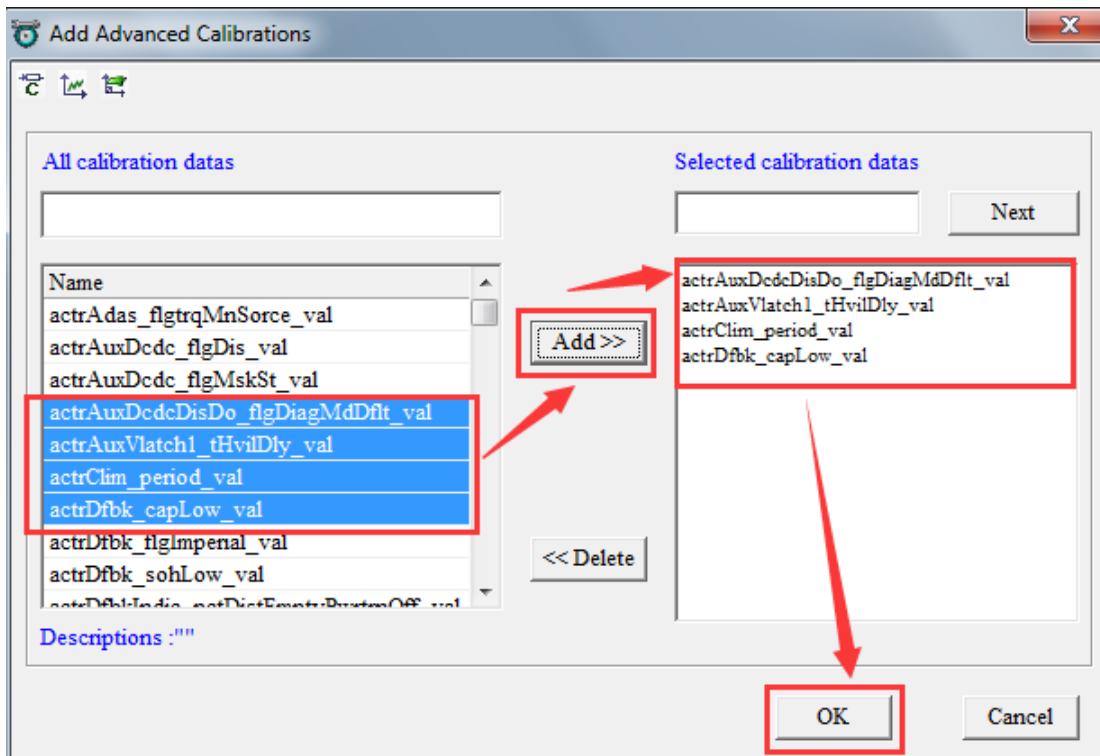 Add Advanced Calibrations
All calibration datas
Selected calibration datas
Next
Name
actrAdas_flgtrqMnSorce_val
actrAuxDcdc_flgDis_val
actrAuxDcdc_flgMskSt_val
actrAuxDcdcDisDo_flgDiagMdDflt_val
actrAuxVlatch1_tHvilDly_val
actrClim_period_val
actrDfbk_capLow_val
actrDfbk_flgImperial_val
actrDfbk_sohLow_val
Add >>
<< Delete
actrAuxDcdcDisDo_flgDiagMdDflt_val
actrAuxVlatch1_tHvilDly_val
actrClim_period_val
actrDfbk_capLow_val
Descriptions :""
OK
Cancel